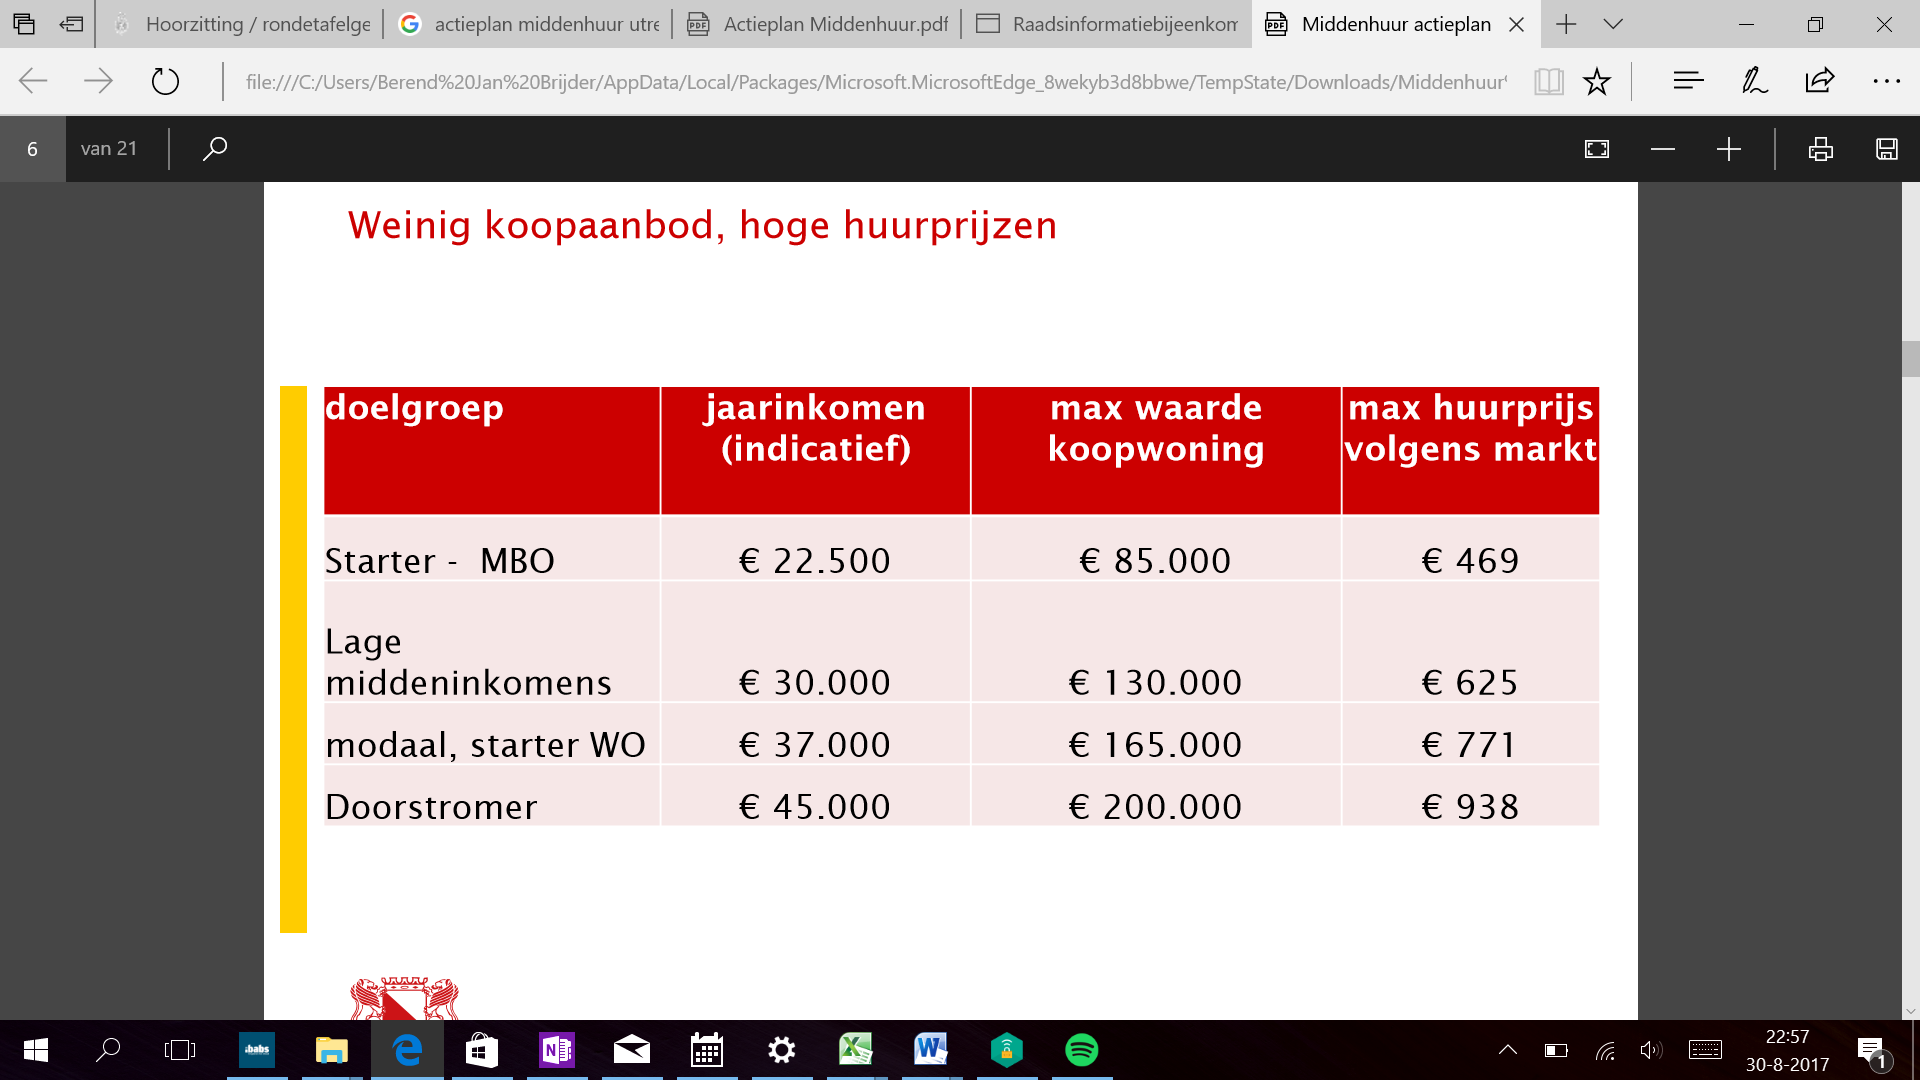 Hoorzitting / rondetafelge
actieplan middenhuur utre
Actieplan Middenhuur.pdf
Raadsinformatiebijeenkom
Middenhuur actieplan
file:///C:/Users/Berend%20Jan%20Brijder/AppData/Local/Packages/Microsoft.MicrosoftEdge_8wekyb3d8bbwe/TempState/Downloads/Middenhuur
6 van 21
Weinig koopaanbod, hoge huurprijzen
doelgroep jaarinkomen (indicatief) max waarde koopwoning max huurprijs volgens markt
Starter - MBO € 22.500 € 85.000 € 469
Lage
middeninkomens € 30.000 € 130.000 € 625
modaal, starter WO € 37.000 € 165.000 € 771
Doorstromer € 45.000 € 200.000 € 938
22:57
30-8-2017
1